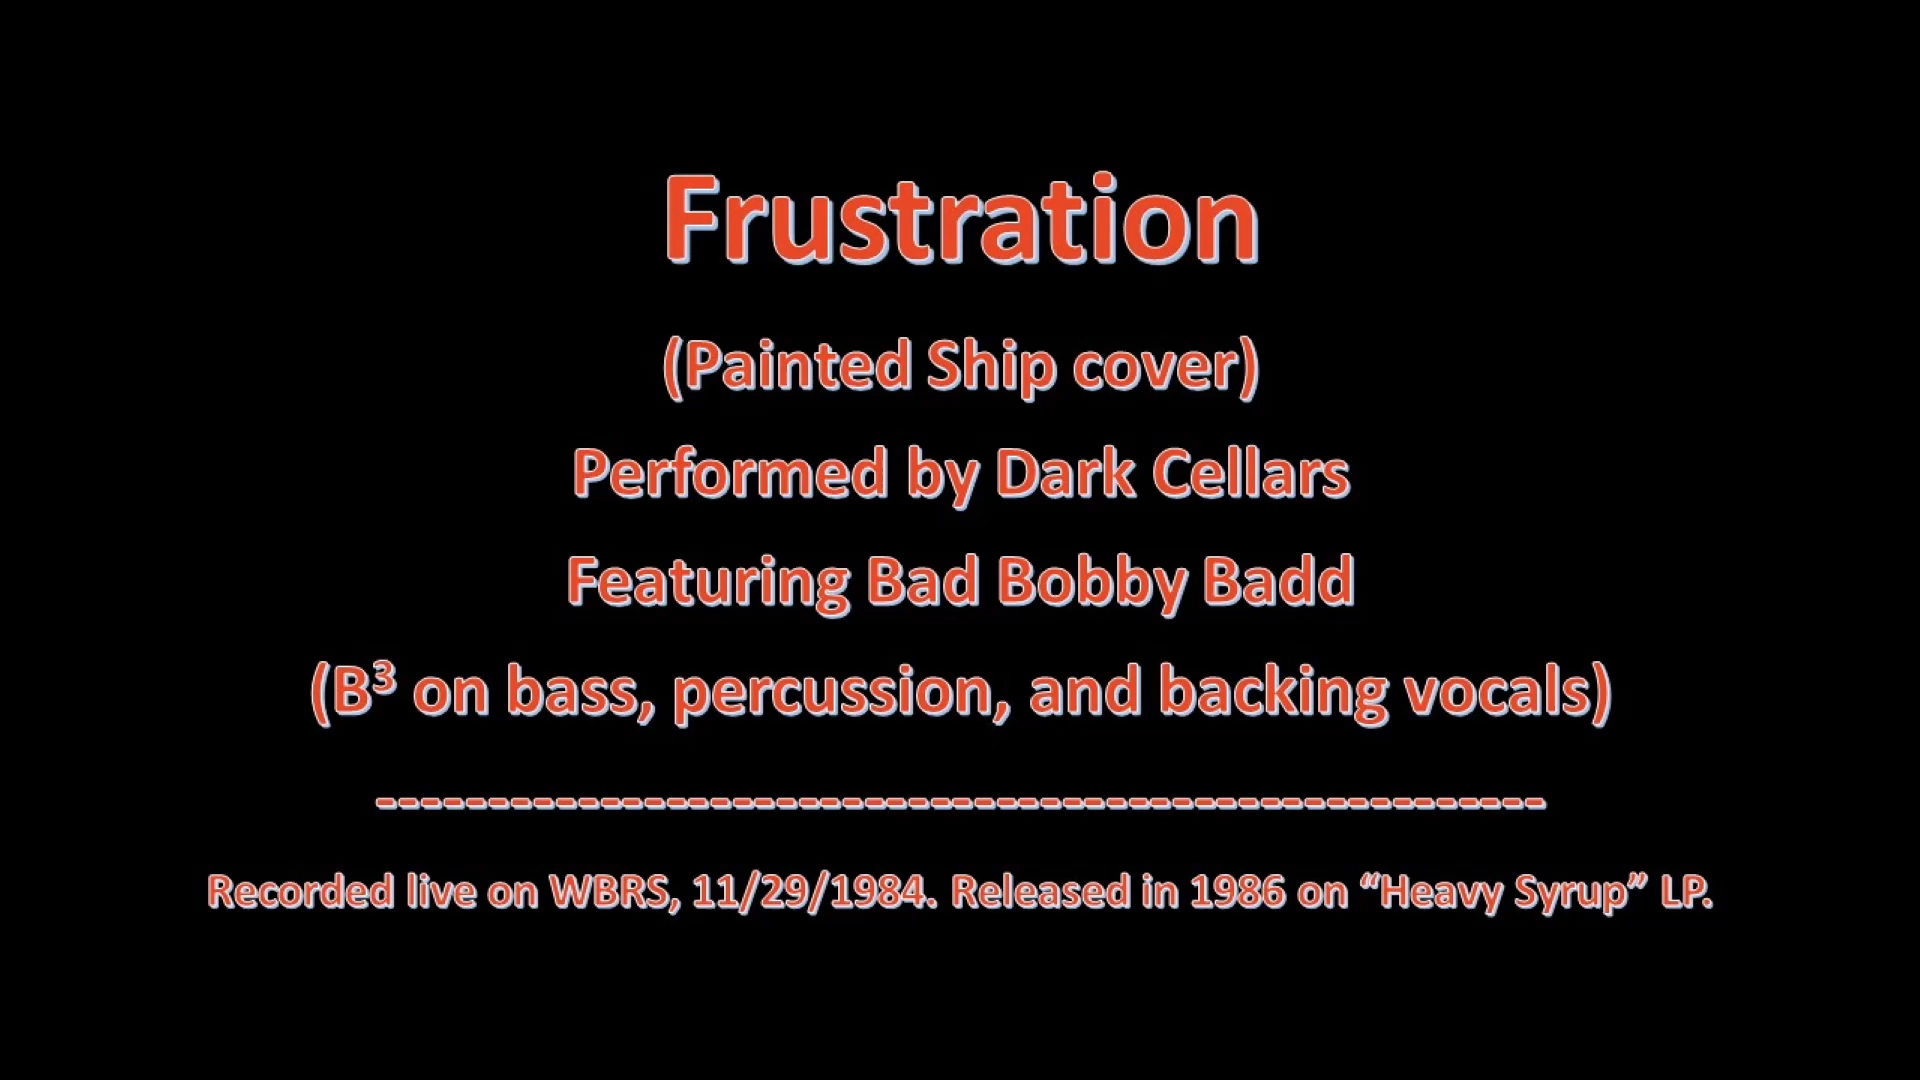 Frustration
(Painted Ship cover)
Performed by Dark Cellars
Featuring Bad Bobby Badd
(B³ on bass, percussion, and backing vocals)
----------------------------------------------------
Recorded live on WBRS, 11/29/1984. Released in 1986 on “Heavy Syrup” LP.